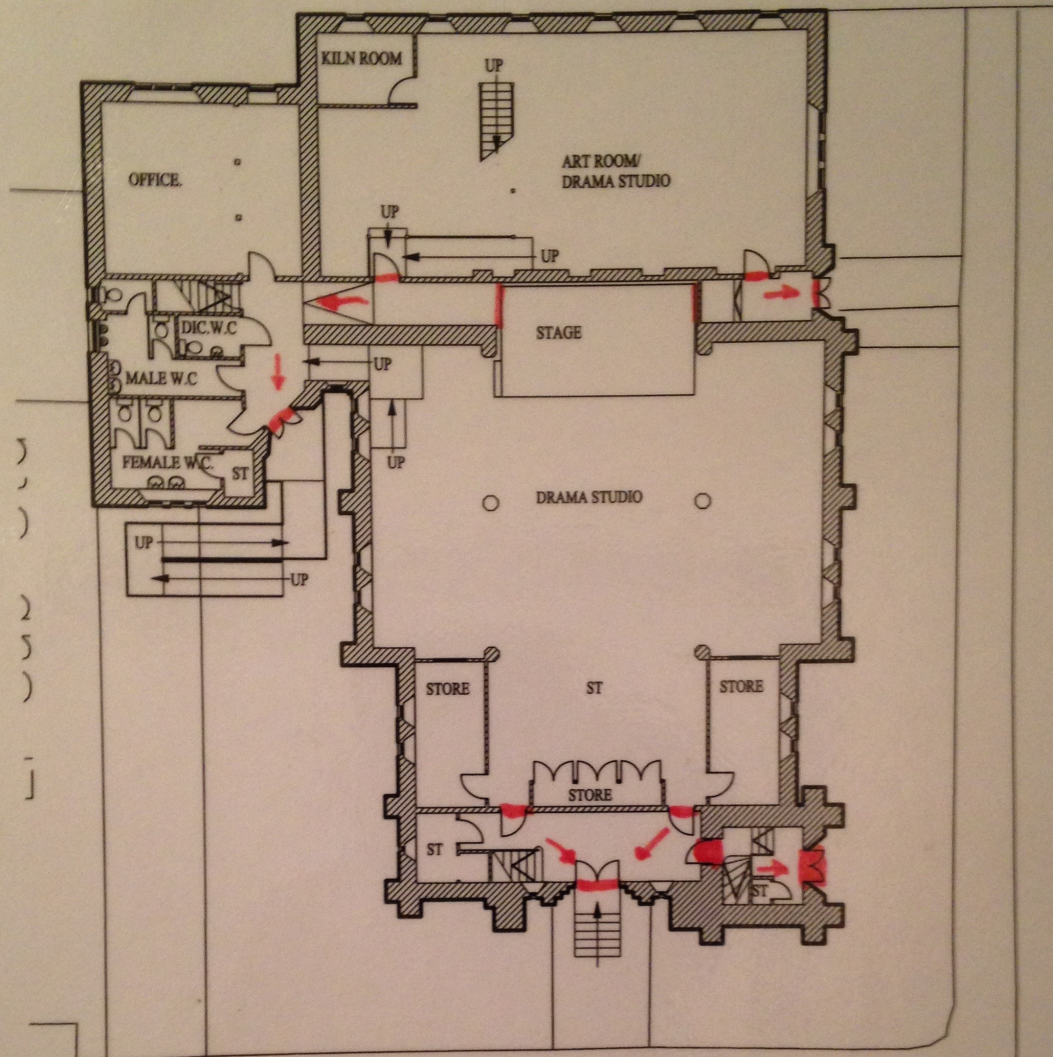 KILN ROOM
UP
ART ROOM/
DRAMA STUDIO
OFFICE.
UP
UP
DIC.W.C
STAGE
UP
MALE W.C
UP
FEMALE W.C.
ST
DRAMA STUDIO
UP
UP
STORE
ST
STORE
STORE
ST
ST